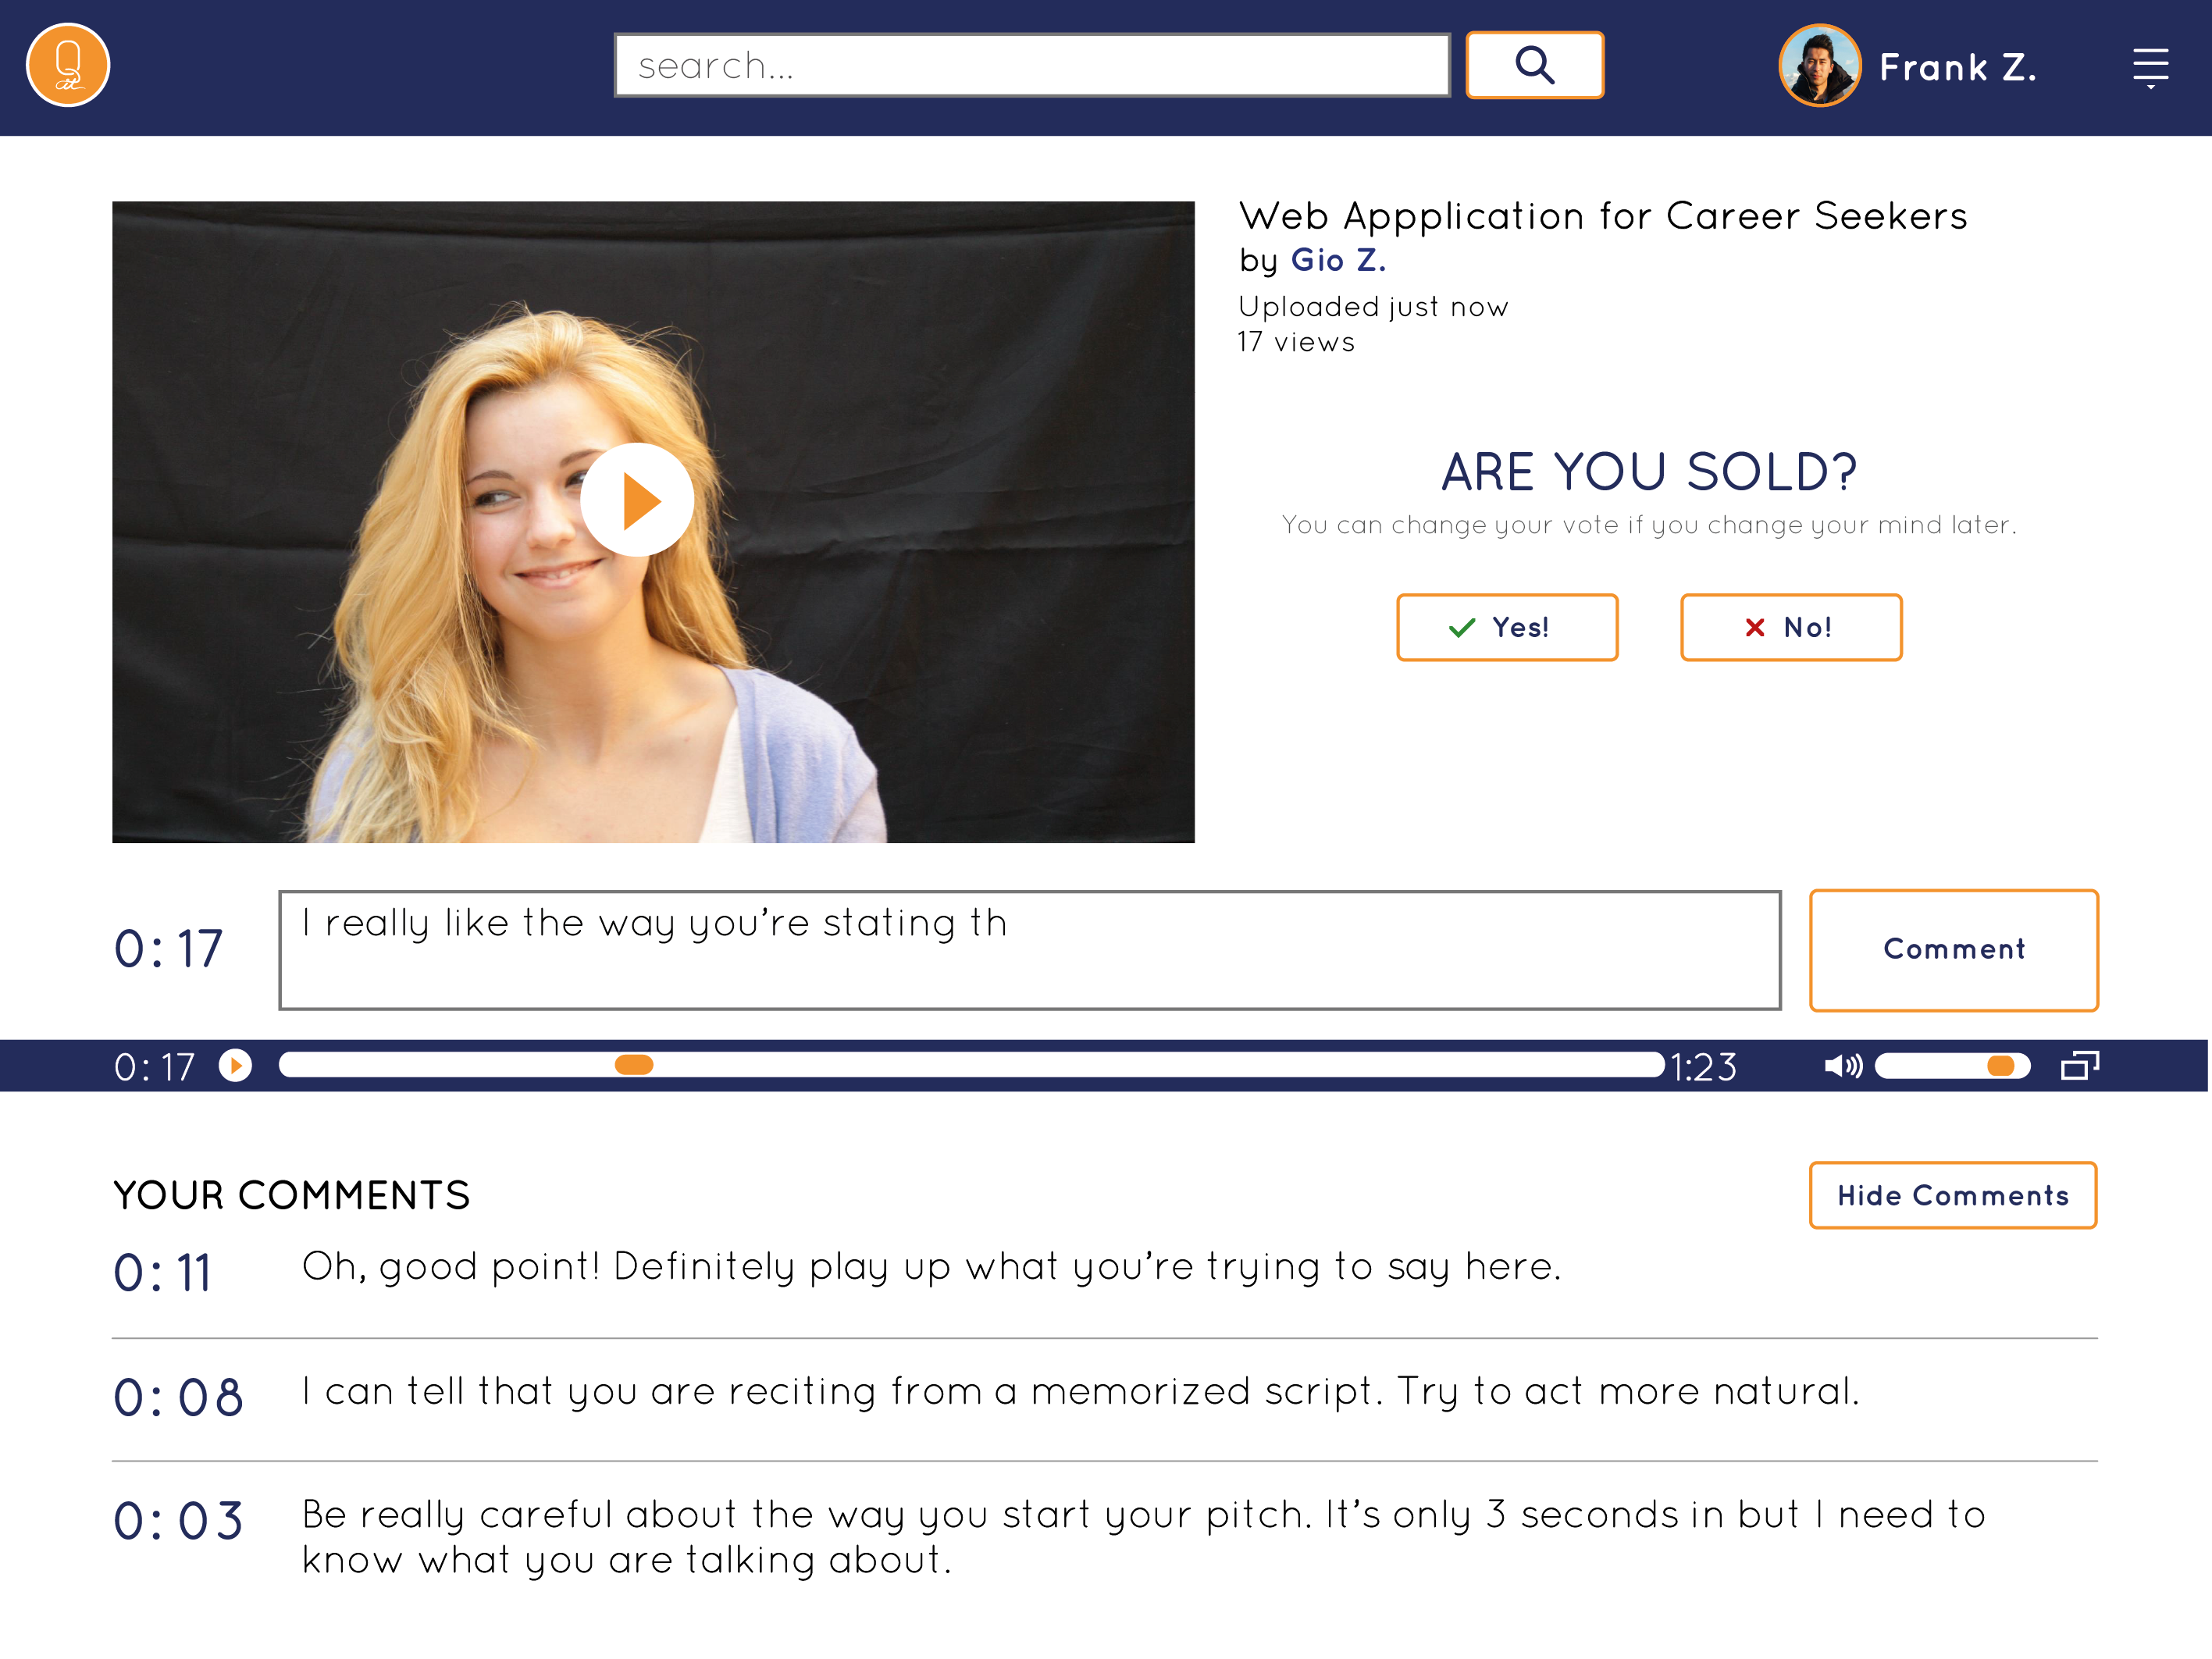 Q
it
search...
Frank Z.
Web Appplication for Career Seekers
by Gio Z.
Uploaded just now
17 views
ARE YOU SOLD?
You can change your vote if you change your mind later.
Yes!
No!
0:17
I really like the way you're stating th
Comment
0:17
1:23
YOUR COMMENTS
Hide Comments
0:11
Oh, good point! Definitely play up what you're trying to say here.
0:08
I can tell that you are reciting from a memorized script. Try to act more natural.
0:03
Be really careful about the way you start your pitch. It's only 3 seconds in but I need to
know what you are talking about.